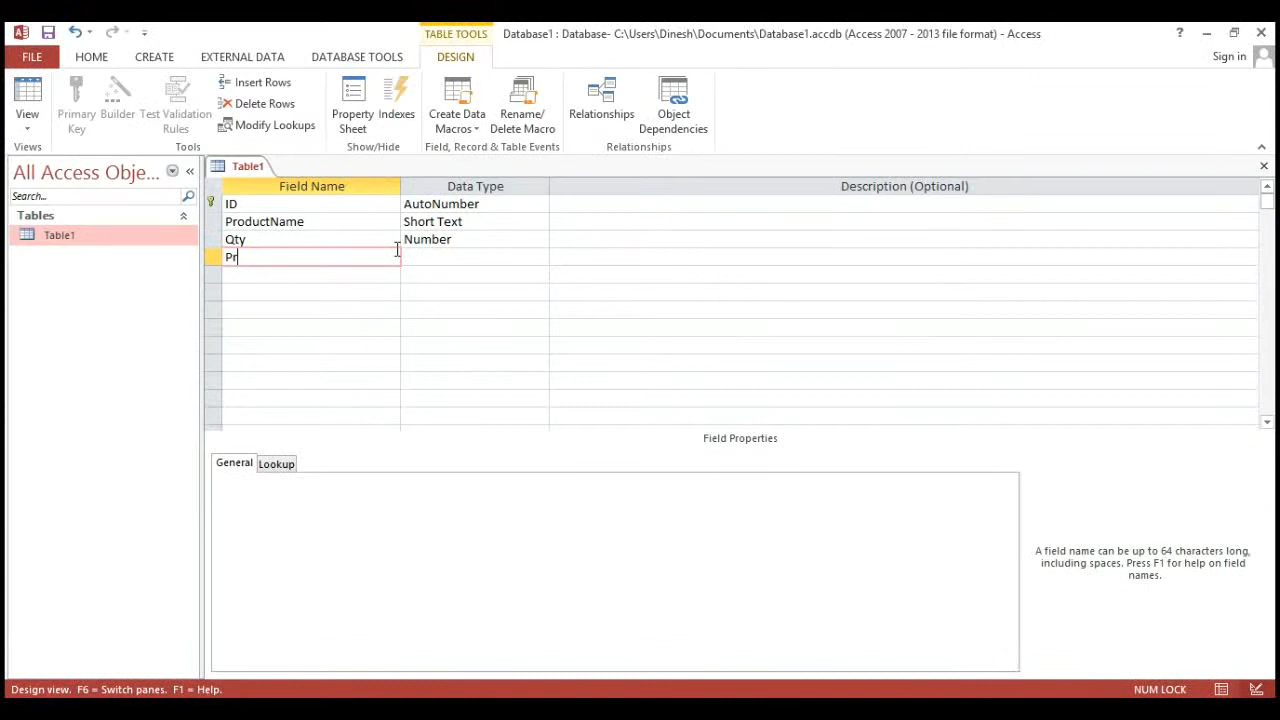 TABLE TOOLS
Database1 : Database- C:\Users\Dinesh\Documents\Database1.accdb (Access 2007 - 2013 file format) - Access
?
FILE
HOME
CREATE
EXTERNAL DATA
DATABASE TOOLS
DESIGN
Sign in
View
Primary
Key
Builder
Test Validation
Rules
Insert Rows
Delete Rows
Modify Lookups
Property
Sheet
Indexes
Create Data
Macros
Rename/
Delete Macro
Relationships
Object
Dependencies
Views
Tools
Show/Hide
Field, Record & Table Events
Relationships
All Access Obje...
Search...
Tables
Table1
Table1
Field Name Data Type Description (Optional)
ID AutoNumber
ProductName Short Text
Qty Number
Pr
Field Properties
General
Lookup
A field name can be up to 64 characters long,
including spaces. Press F1 for help on field
names.
Design view. F6 = Switch panes. F1 = Help.
NUM LOCK